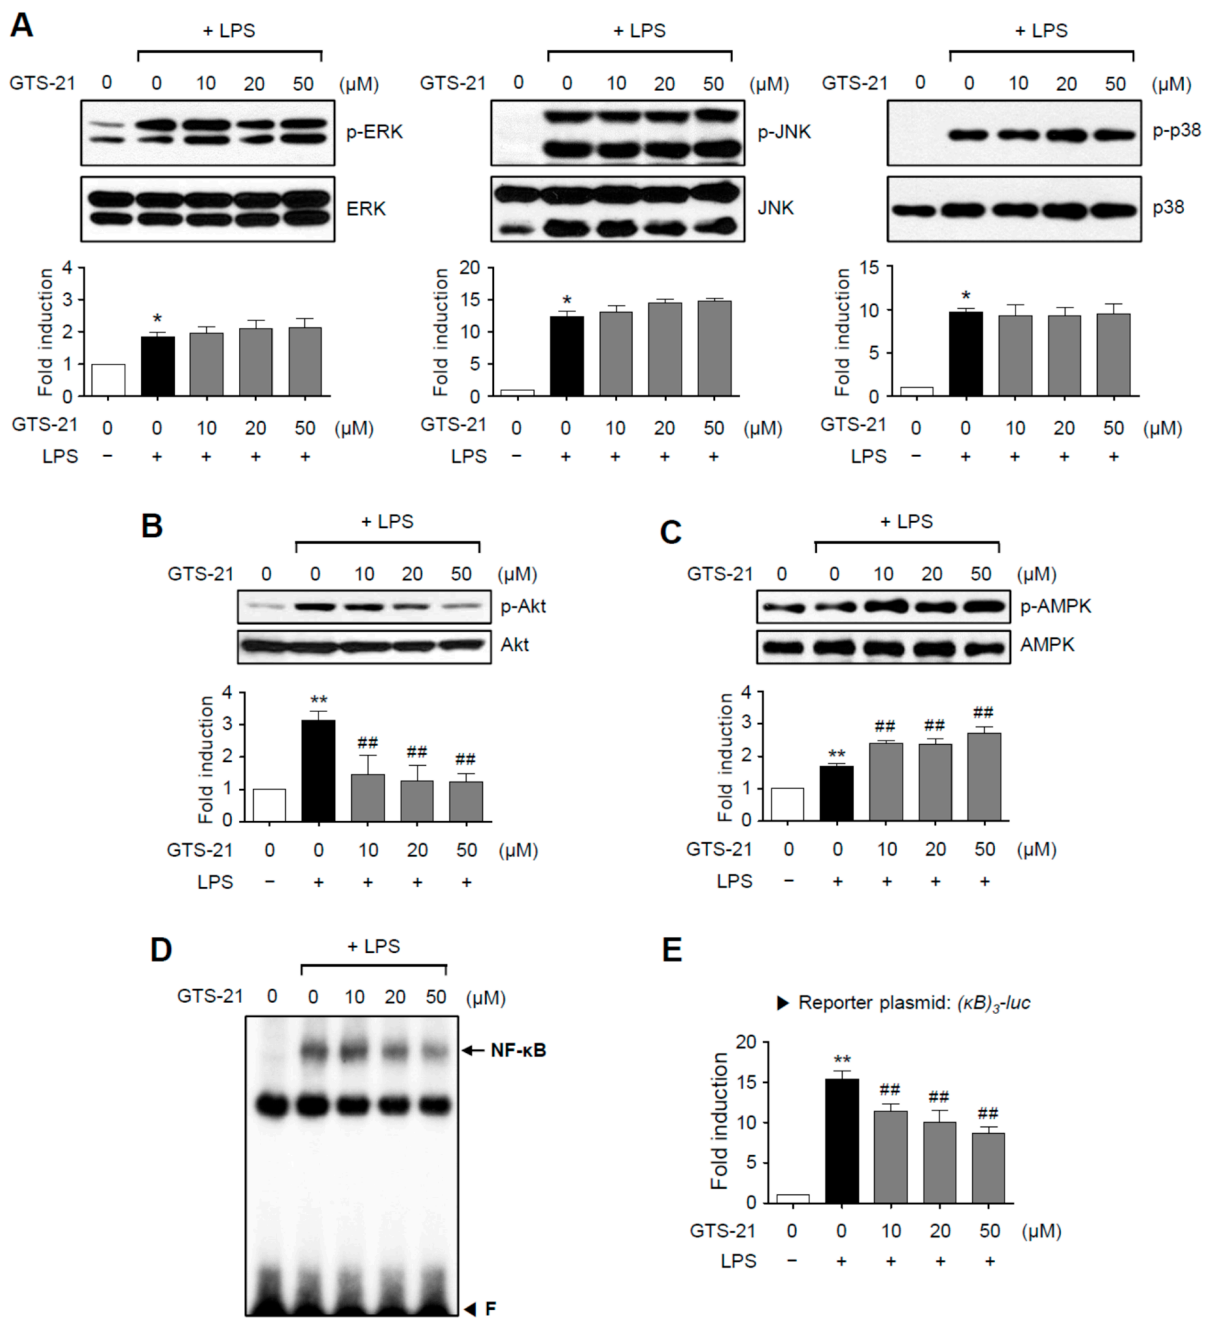 A
+ LPS
GTS-21 0 0 10 20 50 (µM)
p-ERK
ERK
Fold induction
4
3
2
1
0
*
GTS-21 0 0 10 20 50 (µM)
LPS − + + + +
+ LPS
GTS-21 0 0 10 20 50 (µM)
p-JNK
JNK
Fold induction
20
15
10
5
0
*
GTS-21 0 0 10 20 50 (µM)
LPS − + + + +
+ LPS
GTS-21 0 0 10 20 50 (µM)
p-p38
p38
Fold induction
15
10
5
0
*
GTS-21 0 0 10 20 50 (µM)
LPS − + + + +
B
+ LPS
GTS-21 0 0 10 20 50 (µM)
p-Akt
Akt
Fold induction
4
3
2
1
0
** ## ## ##
GTS-21 0 0 10 20 50 (µM)
LPS − + + + +
C
+ LPS
GTS-21 0 0 10 20 50 (µM)
p-AMPK
AMPK
Fold induction
4
3
2
1
0
** ## ## ##
GTS-21 0 0 10 20 50 (µM)
LPS − + + + +
D
+ LPS
GTS-21 0 0 10 20 50 (µM)
NF-κB
F
E
▶ Reporter plasmid: (κB)3-luc
Fold induction
20
15
10
5
0
** ## ## ##
GTS-21 0 0 10 20 50 (µM)
LPS − + + + +